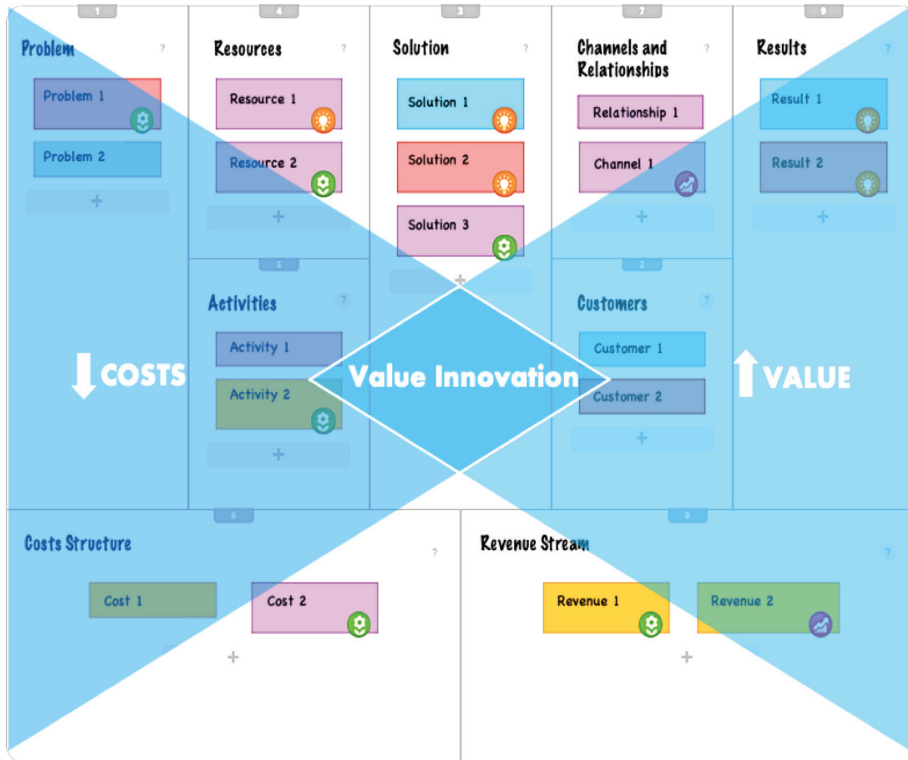 1
4
3
7
9
Problem
?
Resources
?
Solution
?
Channels and
Relationships
?
Results
?
Problem 1
Problem 2
+
Resource 1
Resource 2
+
Solution 1
Solution 2
Solution 3
+
Relationship 1
Channel 1
+
Result 1
Result 2
+
5
Activities
?
Activity 1
Activity 2
+
2
Customers
?
Customer 1
Customer 2
+
COSTS
Value Innovation
VALUE
6
Costs Structure
?
Cost 1
Cost 2
+
8
Revenue Stream
?
Revenue 1
Revenue 2
+